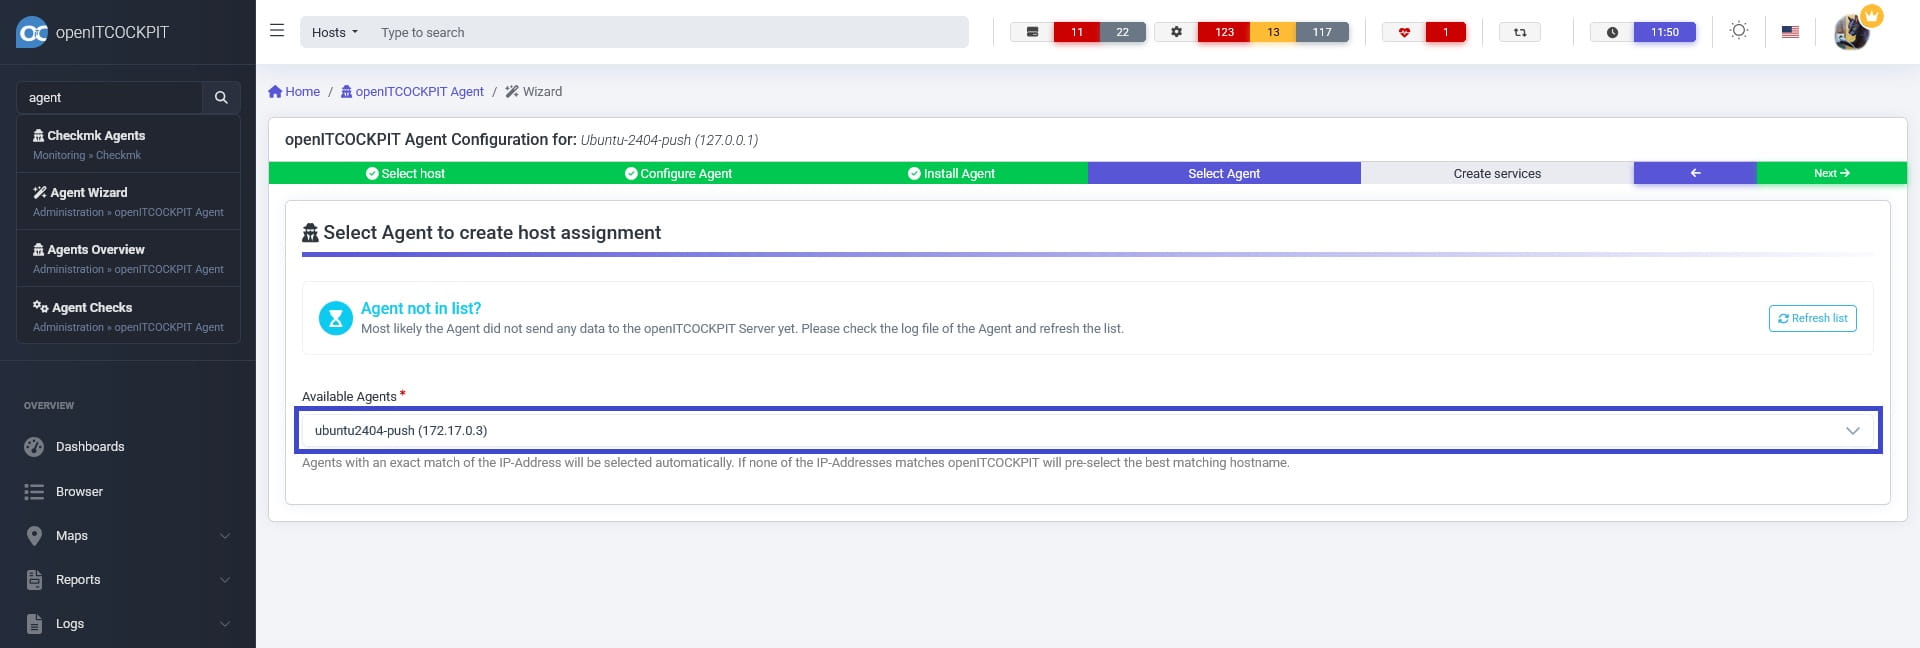 openITCOCKPIT
Hosts
Type to search
11
22
123
13
117
1
11:50
agent
Checkmk Agents
Monitoring » Checkmk
Agent Wizard
Administration » openITCOCKPIT Agent
Agents Overview
Administration » openITCOCKPIT Agent
Agent Checks
Administration » openITCOCKPIT Agent
OVERVIEW
Dashboards
Browser
Maps
Reports
Logs
Home / openITCOCKPIT Agent / Wizard
openITCOCKPIT Agent Configuration for: Ubuntu-2404-push (127.0.0.1)
Select host
Configure Agent
Install Agent
Select Agent
Create services
Next
Select Agent to create host assignment
Agent not in list?
Most likely the Agent did not send any data to the openITCOCKPIT Server yet. Please check the log file of the Agent and refresh the list.
Refresh list
Available Agents *
ubuntu2404-push (172.17.0.3)
Agents with an exact match of the IP-Address will be selected automatically. If none of the IP-Addresses matches openITCOCKPIT will pre-select the best matching hostname.